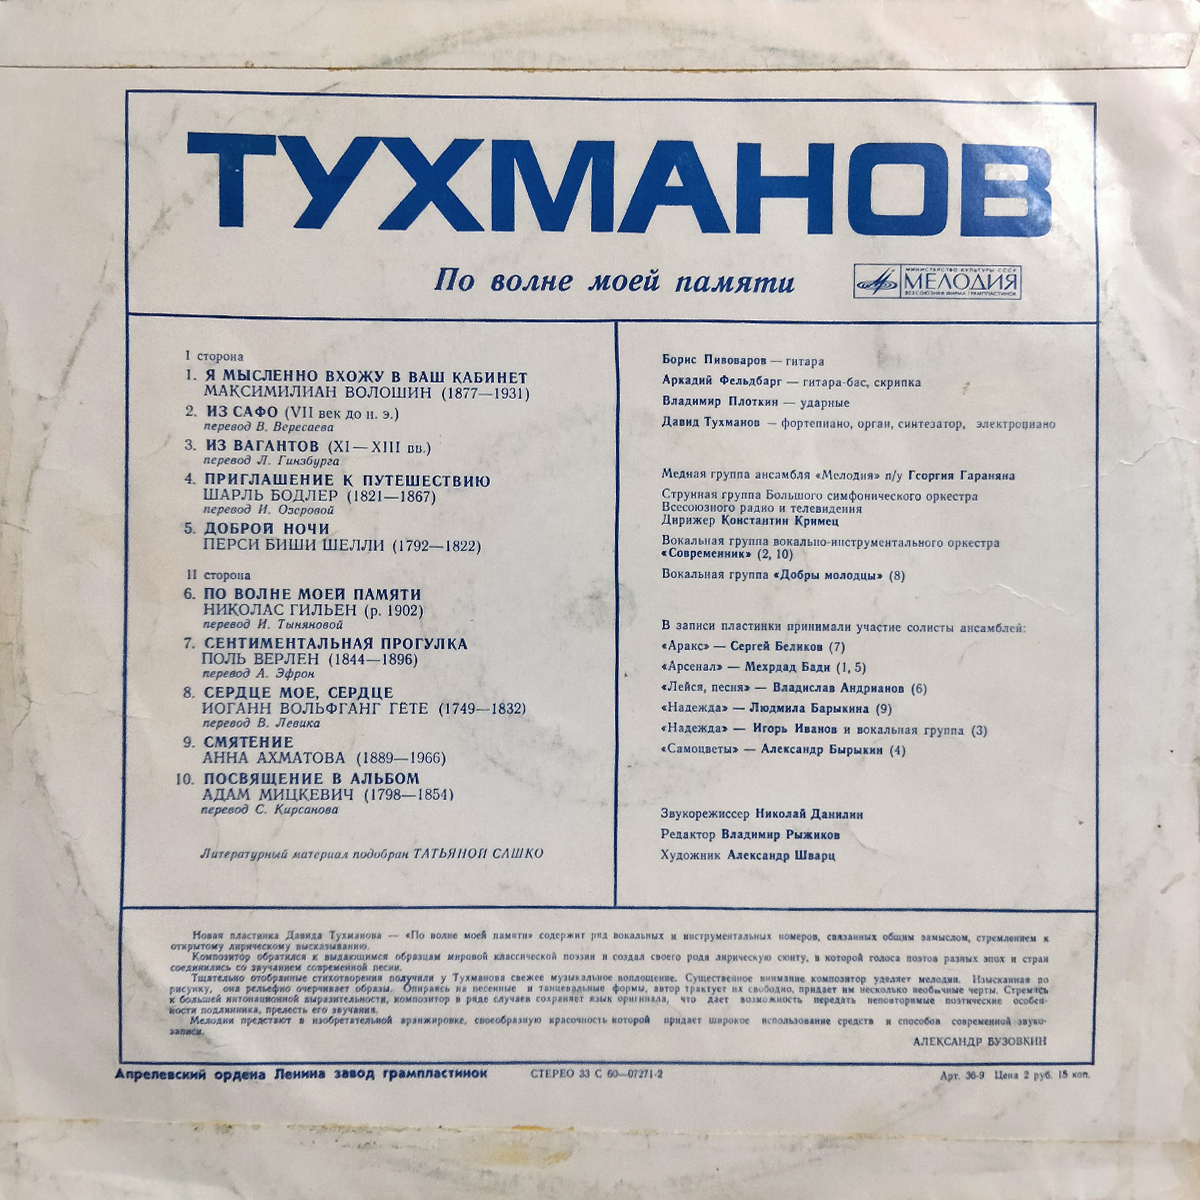 ТУХМАНОВ
По волне моей памяти
МИНИСТЕРСТВО КУЛЬТУРЫ СССР
МЕЛОДИЯ
ВСЕСОЮЗНАЯ ФИРМА ГРАМПЛАСТИНОК
I сторона
1. Я МЫСЛЕННО ВХОЖУ В ВАШ КАБИНЕТ
МАКСИМИЛИАН ВОЛОШИН (1877—1931)
2. ИЗ САФО (VII век до н. э.)
перевод В. Вересаева
3. ИЗ ВАГАНТОВ (XI—XIII вв.)
перевод Л. Гинзбурга
4. ПРИГЛАШЕНИЕ К ПУТЕШЕСТВИЮ
ШАРЛЬ БОДЛЕР (1821—1867)
перевод И. Озеровой
5. ДОБРОЙ НОЧИ
ПЕРСИ БИШИ ШЕЛЛИ (1792—1822)
II сторона
6. ПО ВОЛНЕ МОЕЙ ПАМЯТИ
НИКОЛАС ГИЛЬЕН (р. 1902)
перевод И. Тыняновой
7. СЕНТИМЕНТАЛЬНАЯ ПРОГУЛКА
ПОЛЬ ВЕРЛЕН (1844—1896)
перевод А. Эфрон
8. СЕРДЦЕ МОЕ, СЕРДЦЕ
ИОГАНН ВОЛЬФГАНГ ГЁТЕ (1749—1832)
перевод В. Левика
9. СМЯТЕНИЕ
АННА АХМАТОВА (1889—1966)
10. ПОСВЯЩЕНИЕ В АЛЬБОМ
АДАМ МИЦКЕВИЧ (1798—1854)
перевод С. Кирсанова
Литературный материал подобран ТАТЬЯНОЙ САШКО
Борис Пивоваров — гитара
Аркадий Фельдбарг — гитара-бас, скрипка
Владимир Плоткин — ударные
Давид Тухманов — фортепиано, орган, синтезатор, электропиано
Медная группа ансамбля «Мелодия» п/у Георгия Гараняна
Струнная группа Большого симфонического оркестра
Всесоюзного радио и телевидения
Дирижер Константин Кримец
Вокальная группа вокально-инструментального оркестра
«Современник» (2, 10)
Вокальная группа «Добры молодцы» (8)
В записи пластинки принимали участие солисты ансамблей:
«Аракс» — Сергей Беликов (7)
«Арсенал» — Мехрдад Бади (1, 5)
«Лейся, песня» — Владислав Андрианов (6)
«Надежда» — Людмила Барыкина (9)
«Надежда» — Игорь Иванов и вокальная группа (3)
«Самоцветы» — Александр Бырыкин (4)
Звукорежиссер Николай Данилин
Редактор Владимир Рыжиков
Художник Александр Шварц
Новая пластинка Давида Тухманова — «По волне моей памяти» содержит ряд вокальных и инструментальных номеров, связанных общим замыслом, стремлением к
открытому лирическому высказыванию.
Композитор обратился к выдающимся образцам мировой классической поэзии и создал своего рода лирическую сюиту, в которой голоса поэтов разных эпох и стран
соединились со звучанием современной песни.
Тщательно отобранные стихотворения получили у Тухманова свежее музыкальное воплощение. Существенное внимание композитор уделяет мелодии. Изысканная по
рисунку, она рельефно очерчивает образы. Опираясь на песенные и танцевальные формы, автор трактует их свободно, придает им несколько необычные черты. Стремясь
к большей интонационной выразительности, композитор в ряде случаев сохраняет язык оригинала, что дает возможность передать неповторимые поэтические особен-
ности подлинника, прелесть его звучания.
Мелодии предстают в изобретательной аранжировке, своеобразную красочность которой придает широкое использование средств и способов современной звуко-
записи.
АЛЕКСАНДР БУЗОВКИН
Апрелевский ордена Ленина завод грампластинок СТЕРЕО 33 С 60—07271-2 Арт. 36-9 Цена 2 руб. 15 коп.